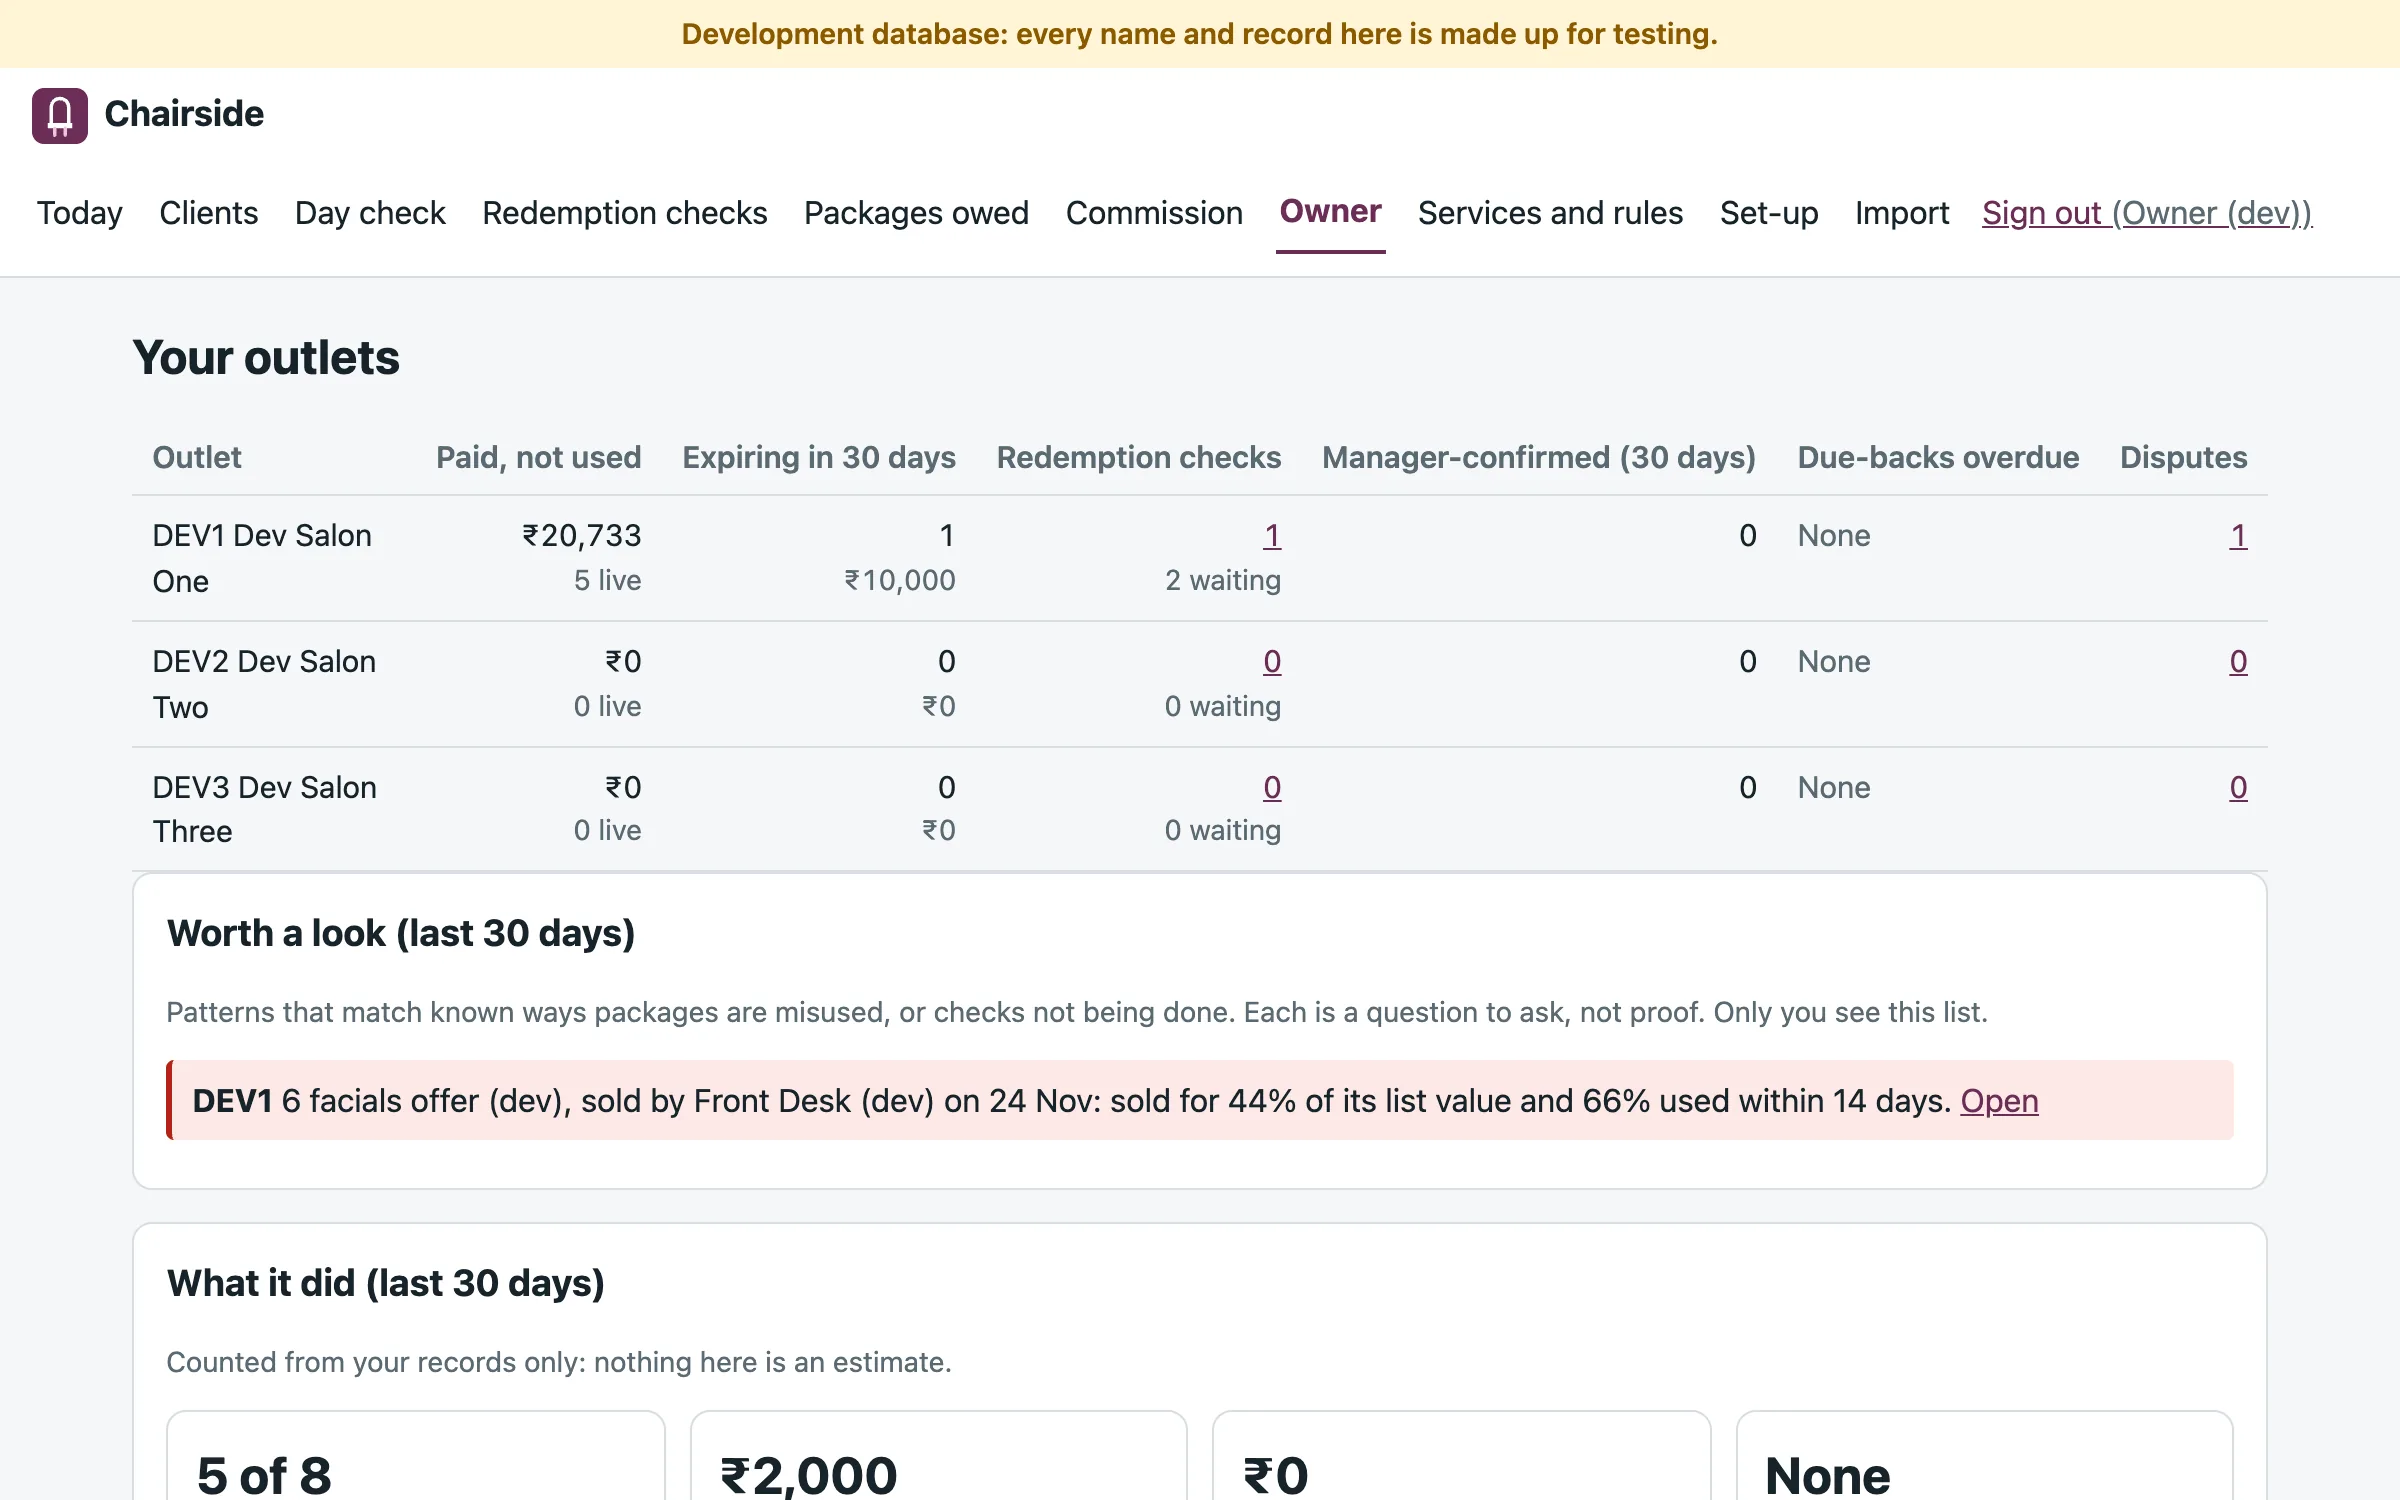 Development database: every name and record here is made up for testing.
Chairside
Today Clients Day check Redemption checks Packages owed Commission Owner Services and rules Set-up Import Sign out (Owner (dev))
Your outlets
Outlet Paid, not used Expiring in 30 days Redemption checks Manager-confirmed (30 days) Due-backs overdue Disputes
DEV1 Dev Salon ₹20,733 1 1 0 None 1
One 5 live ₹10,000 2 waiting
DEV2 Dev Salon ₹0 0 0 0 None 0
Two 0 live ₹0 0 waiting
DEV3 Dev Salon ₹0 0 0 0 None 0
Three 0 live ₹0 0 waiting
Worth a look (last 30 days)
Patterns that match known ways packages are misused, or checks not being done. Each is a question to ask, not proof. Only you see this list.
DEV1 6 facials offer (dev), sold by Front Desk (dev) on 24 Nov: sold for 44% of its list value and 66% used within 14 days. Open
What it did (last 30 days)
Counted from your records only: nothing here is an estimate.
5 of 8 ₹2,000 ₹0 None